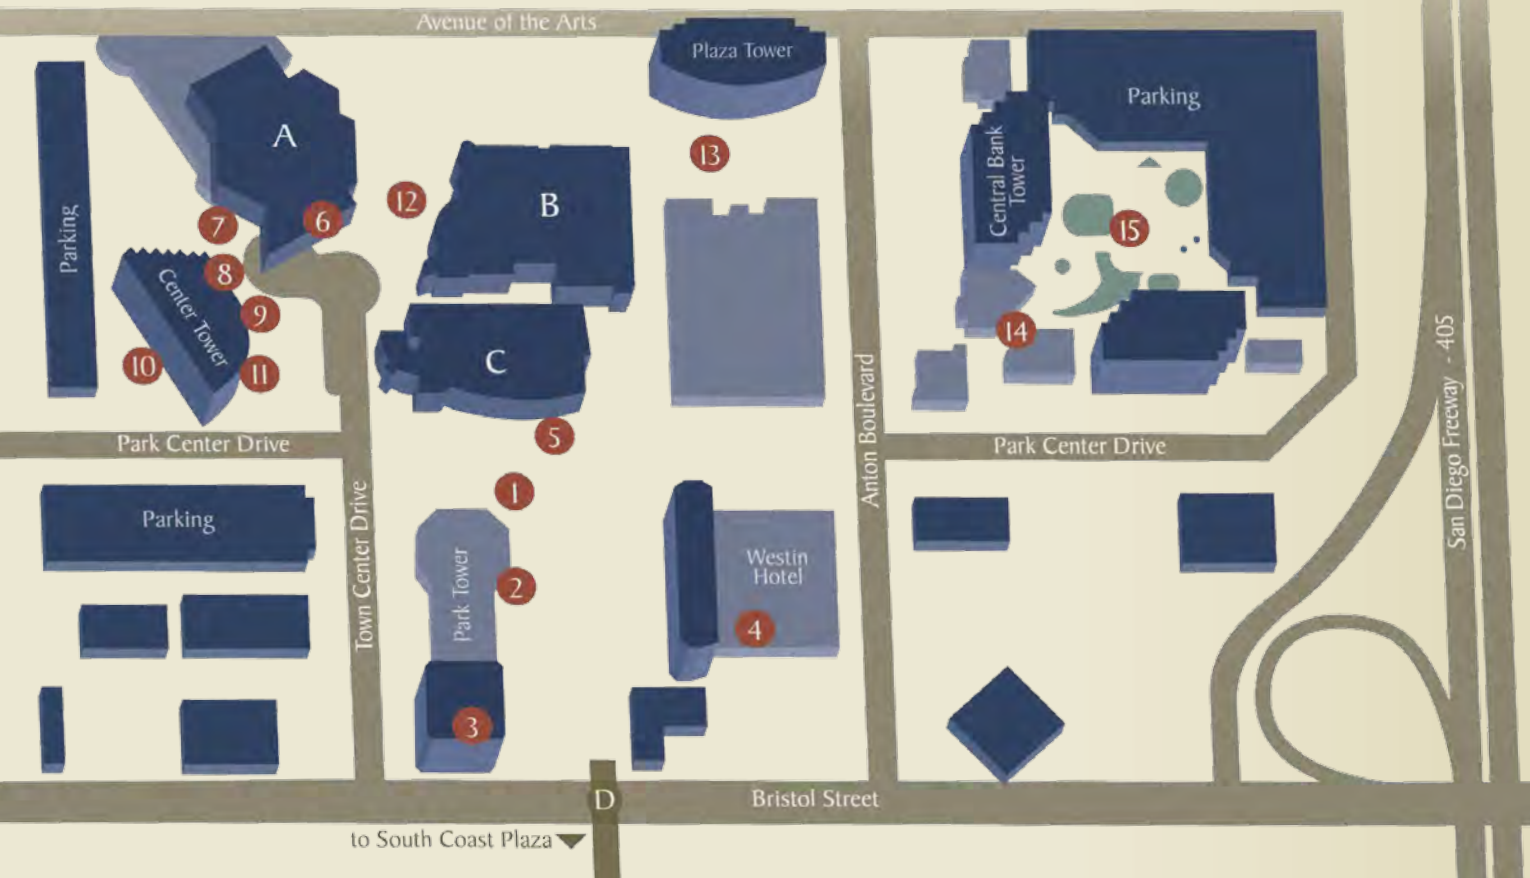 Avenue of the Arts
Plaza Tower
Parking
A
13
Central Bank
Tower
12
B
Parking
7
6
15
8
Center Tower
9
14
10
11
C
Anton Boulevard
San Diego Freeway - 405
5
Park Center Drive
Park Center Drive
1
Parking
Town Center Drive
Park Tower
2
Westin
Hotel
4
3
D
Bristol Street
to South Coast Plaza